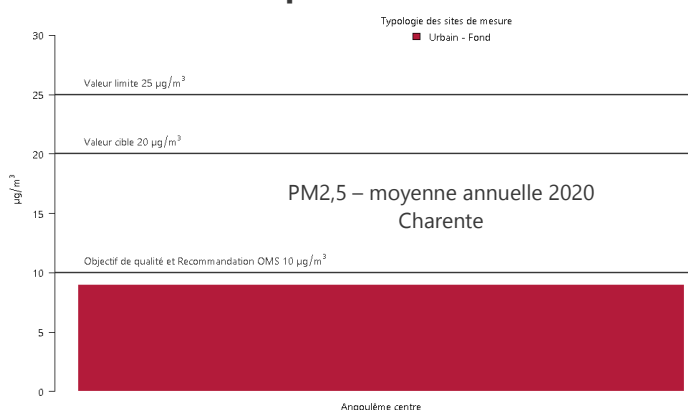 Typologie des sites de mesure
Urbain - Fond
30
Valeur limite 25 µg/m³
25
Valeur cible 20 µg/m³
20
µg/m³
PM2,5 – moyenne annuelle 2020
Charente
15
Objectif de qualité et Recommandation OMS 10 µg/m³
10
5
0
Angoulême centre